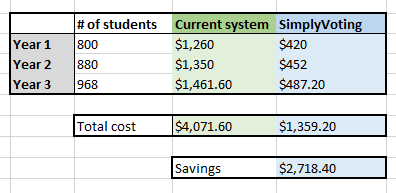 # of students Current system SimplyVoting
Year 1 800 $1,260 $420
Year 2 880 $1,350 $452
Year 3 968 $1,461.60 $487.20
Total cost $4,071.60 $1,359.20
Savings $2,718.40